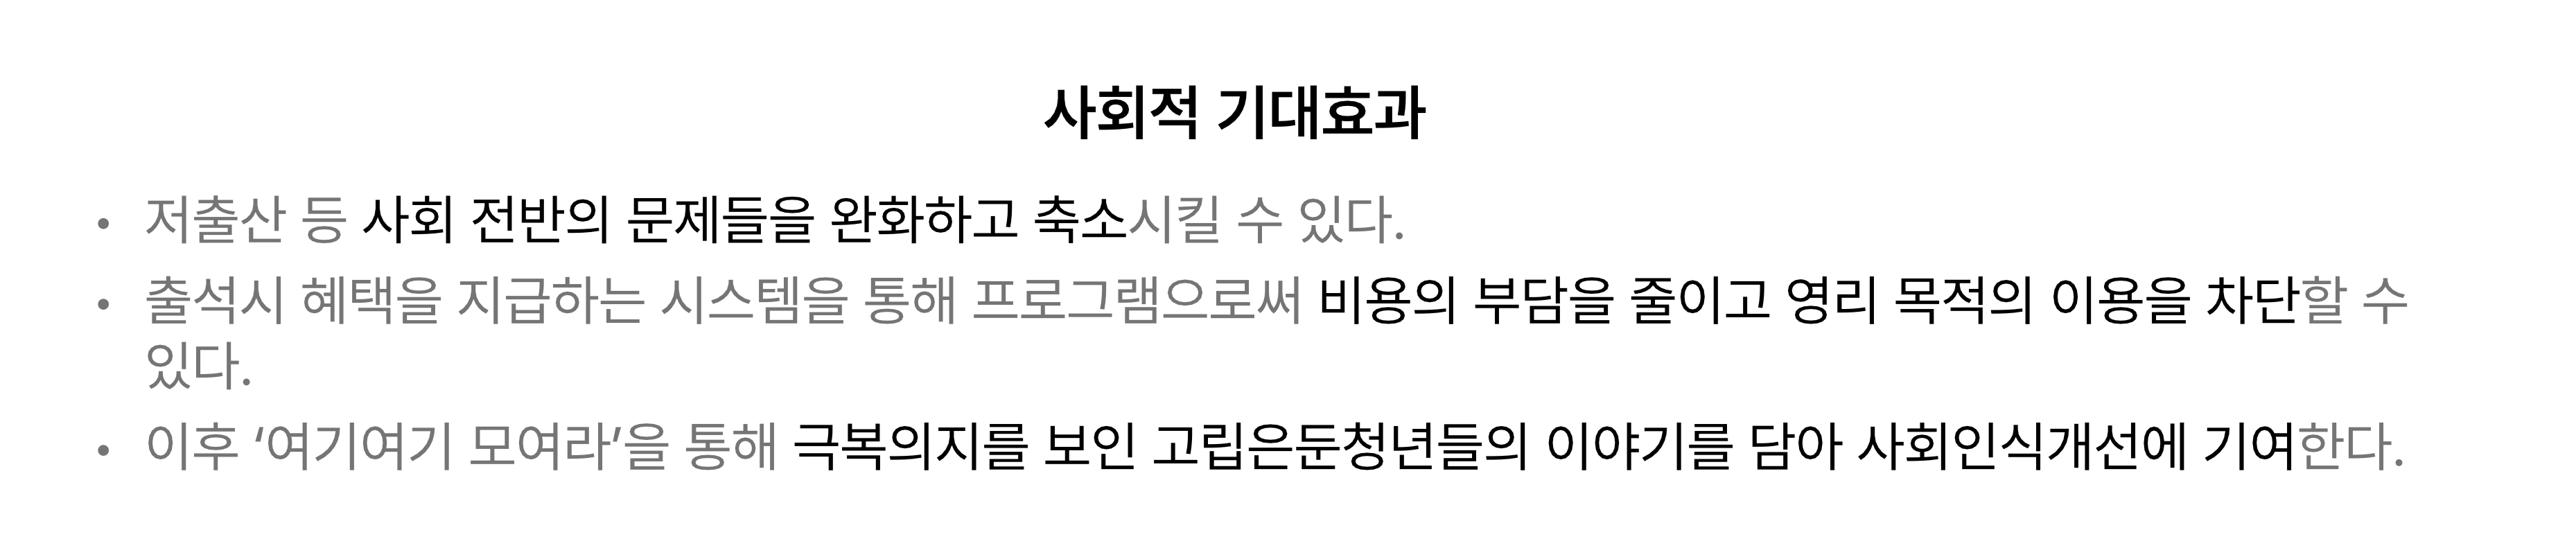 사회적 기대효과
• 저출산 등 사회 전반의 문제들을 완화하고 축소시킬 수 있다.
• 출석시 혜택을 지급하는 시스템을 통해 프로그램으로써 비용의 부담을 줄이고 영리 목적의 이용을 차단할 수
있다.
• 이후 ‘여기여기 모여라’을 통해 극복의지를 보인 고립은둔청년들의 이야기를 담아 사회인식개선에 기여한다.